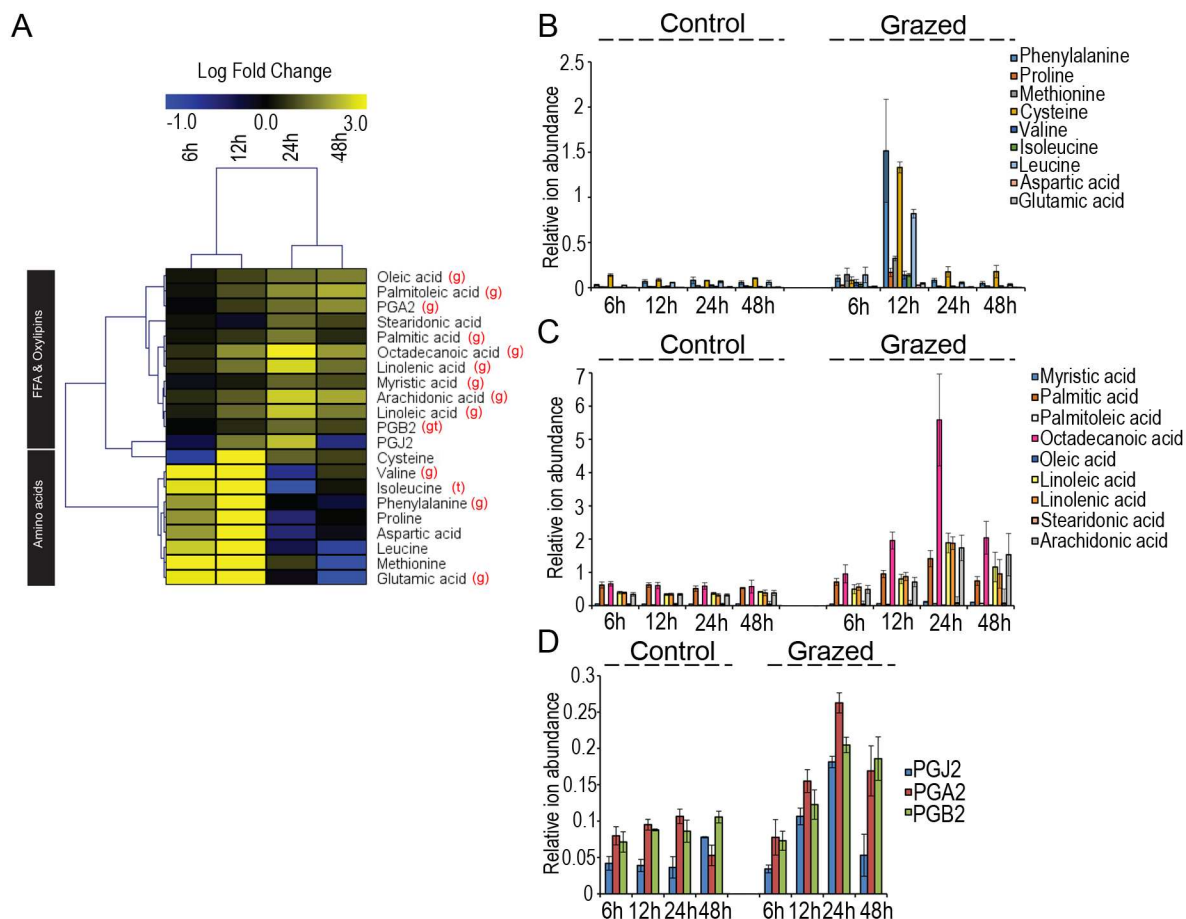 A
Log Fold Change
-1.0 0.0 3.0
6h 12h 24h 48h
FFA & Oxylipins
Amino acids
Oleic acid (g)
Palmitoleic acid (g)
PGA2 (g)
Stearidonic acid
Palmitic acid (g)
Octadecanoic acid (g)
Linolenic acid (g)
Myristic acid (g)
Arachidonic acid (g)
Linoleic acid (g)
PGB2 (gt)
PGJ2
Cysteine
Valine (g)
Isoleucine (t)
Phenylalanine (g)
Proline
Aspartic acid
Leucine
Methionine
Glutamic acid (g)
B
Control Grazed
Relative ion abundance
2.5
2
1.5
1
0.5
0
6h 12h 24h 48h 6h 12h 24h 48h
Phenylalanine
Proline
Methionine
Cysteine
Valine
Isoleucine
Leucine
Aspartic acid
Glutamic acid
C
Control Grazed
Relative ion abundance
7
6
5
4
3
2
1
0
6h 12h 24h 48h 6h 12h 24h 48h
Myristic acid
Palmitic acid
Palmitoleic acid
Octadecanoic acid
Oleic acid
Linoleic acid
Linolenic acid
Stearidonic acid
Arachidonic acid
D
Control Grazed
Relative ion abundance
0.3
0.25
0.2
0.15
0.1
0.05
0
6h 12h 24h 48h 6h 12h 24h 48h
PGJ2
PGA2
PGB2